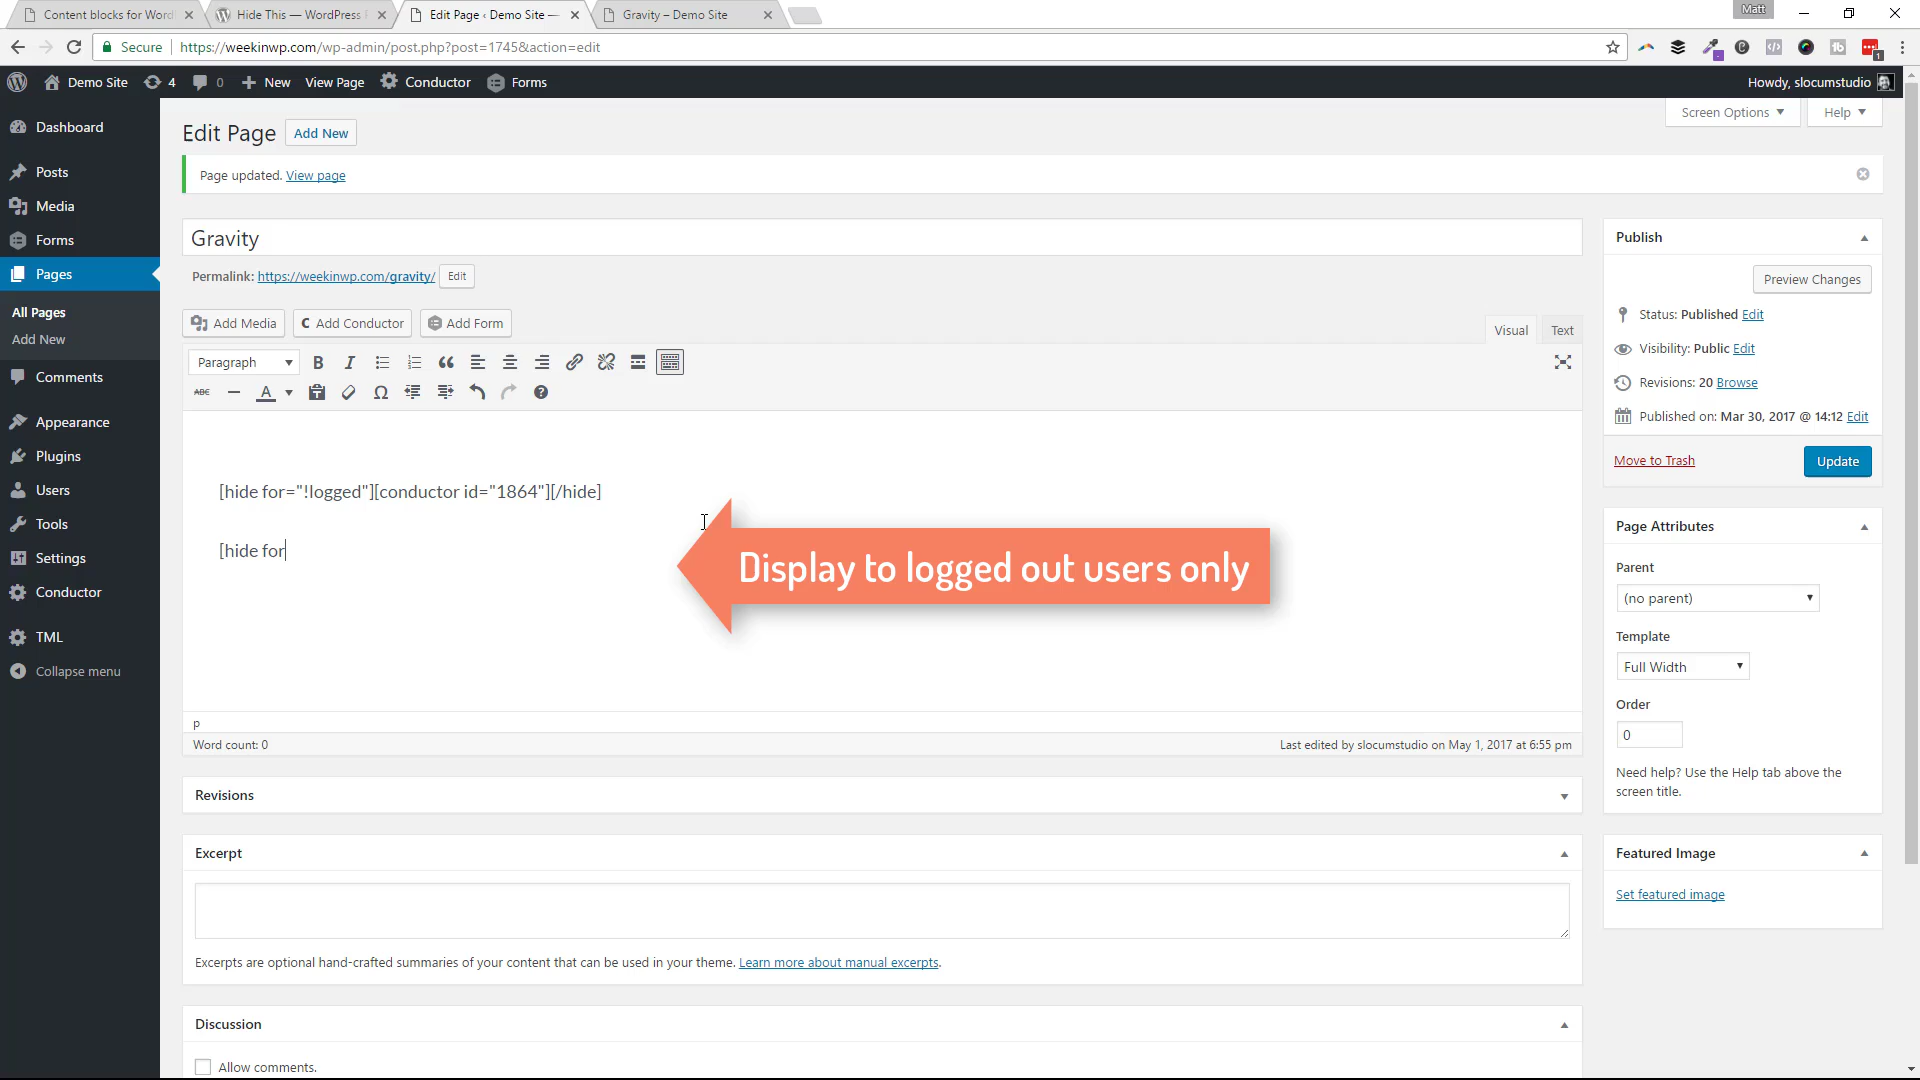 Content blocks for Word
Hide This — WordPress P
Edit Page ‹ Demo Site —
Gravity – Demo Site
Matt
Secure
https://weekinwp.com/wp-admin/post.php?post=1745&action=edit
1
Demo Site
4
0
New
View Page
Conductor
Forms
Howdy, slocumstudio
Dashboard
Posts
Media
Forms
Pages
All Pages
Add New
Comments
Appearance
Plugins
Users
Tools
Settings
Conductor
TML
Collapse menu
Screen Options
Help
Edit Page
Add New
Page updated. View page
Gravity
Permalink: https://weekinwp.com/gravity/ Edit
Add Media
C Add Conductor
Add Form
Visual
Text
Paragraph
B
I
ABC
A
Ω
[hide for="!logged"][conductor id="1864"][/hide]
[hide for
Display to logged out users only
p
Word count: 0
Last edited by slocumstudio on May 1, 2017 at 6:55 pm
Revisions
Excerpt
Excerpts are optional hand-crafted summaries of your content that can be used in your theme. Learn more about manual excerpts.
Discussion
Allow comments.
Publish
Preview Changes
Status: Published Edit
Visibility: Public Edit
Revisions: 20 Browse
Published on: Mar 30, 2017 @ 14:12 Edit
Move to Trash
Update
Page Attributes
Parent
(no parent)
Template
Full Width
Order
0
Need help? Use the Help tab above the
screen title.
Featured Image
Set featured image